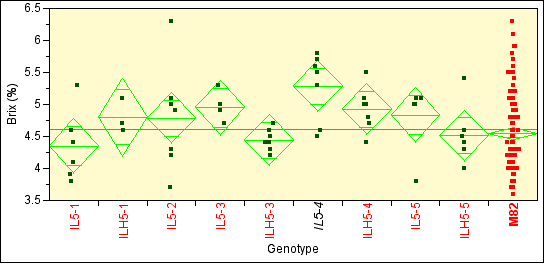 Brix (%)
6.5
6
5.5
5
4.5
4
3.5
IL5-1
ILH5-1
IL5-2
IL5-3
ILH5-3
IL5-4
ILH5-4
IL5-5
ILH5-5
M82
Genotype